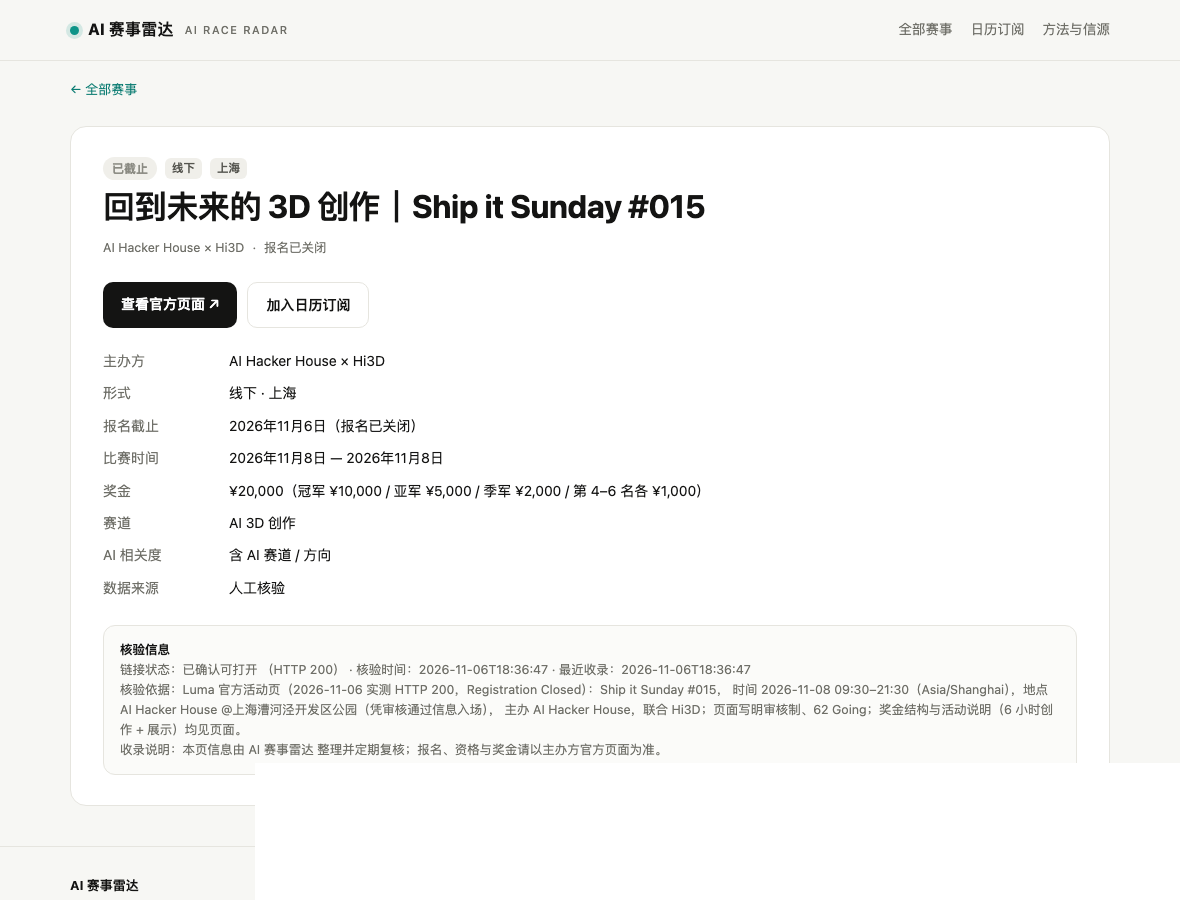 AI 赛事雷达 AI RACE RADAR 全部赛事 日历订阅 方法与信源
← 全部赛事
已截止 线下 上海
回到未来的 3D 创作｜Ship it Sunday #015
AI Hacker House × Hi3D · 报名已关闭
查看官方页面 ↗ 加入日历订阅
主办方 AI Hacker House × Hi3D
形式 线下 · 上海
报名截止 2026年11月6日（报名已关闭）
比赛时间 2026年11月8日 — 2026年11月8日
奖金 ¥20,000（冠军 ¥10,000 / 亚军 ¥5,000 / 季军 ¥2,000 / 第 4–6 名各 ¥1,000）
赛道 AI 3D 创作
AI 相关度 含 AI 赛道 / 方向
数据来源 人工核验
核验信息
链接状态：已确认可打开 （HTTP 200） · 核验时间：2026-11-06T18:36:47 · 最近收录：2026-11-06T18:36:47
核验依据：Luma 官方活动页（2026-11-06 实测 HTTP 200，Registration Closed）：Ship it Sunday #015， 时间 2026-11-08 09:30–21:30（Asia/Shanghai），地点
AI Hacker House @上海漕河泾开发区公园（凭审核通过信息入场）， 主办 AI Hacker House，联合 Hi3D；页面写明审核制、62 Going；奖金结构与活动说明（6 小时创
作 + 展示）均见页面。
收录说明：本页信息由 AI 赛事雷达 整理并定期复核；报名、资格与奖金请以主办方官方页面为准。
AI 赛事雷达